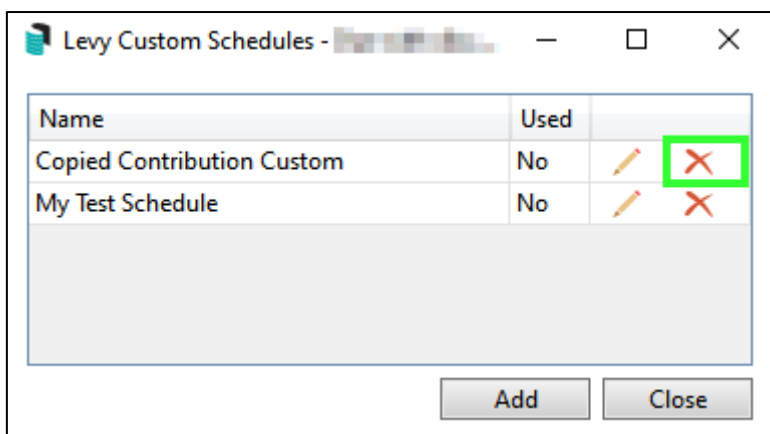 Levy Custom Schedules -
Name Used
Copied Contribution Custom No
My Test Schedule No
Add Close